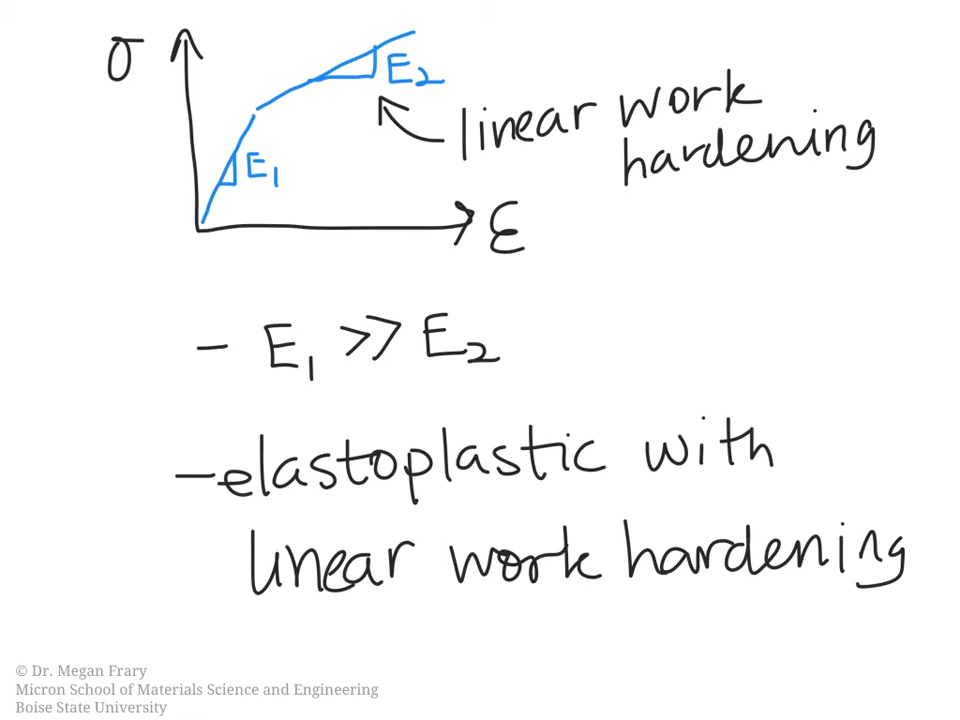 σ
E₂
linear work
hardening
E₁
ε
- E₁ >> E₂
- elastoplastic with
linear work hardening
© Dr. Megan Frary
Micron School of Materials Science and Engineering
Boise State University